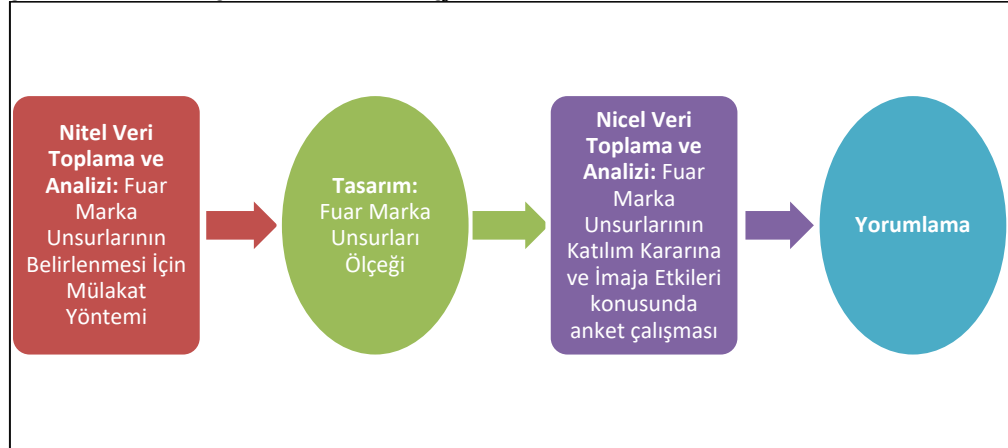 Nitel Veri
Toplama ve
Analizi: Fuar
Marka
Unsurlarının
Belirlenmesi İçin
Mülakat
Yöntemi
Tasarım:
Fuar Marka
Unsurları
Ölçeği
Nicel Veri
Toplama ve
Analizi: Fuar
Marka
Unsurlarının
Katılım Kararına
ve İmaja Etkileri
konusunda
anket çalışması
Yorumlama